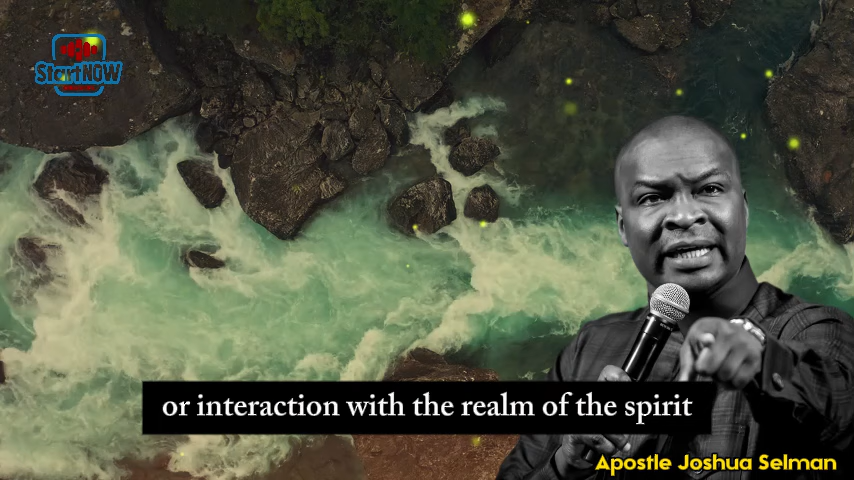 StartNOW
or interaction with the realm of the spirit
Apostle Joshua Selman